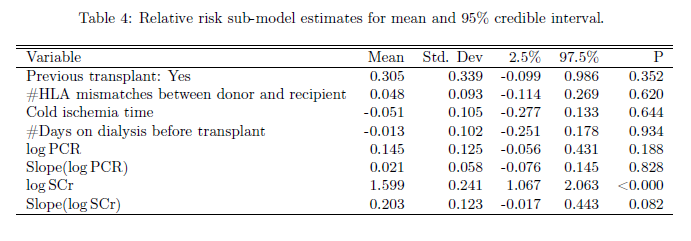 Table 4: Relative risk sub-model estimates for mean and 95% credible interval.
Variable Mean Std. Dev 2.5% 97.5% P
Previous transplant: Yes 0.305 0.339 -0.099 0.986 0.352
#HLA mismatches between donor and recipient 0.048 0.093 -0.114 0.269 0.620
Cold ischemia time -0.051 0.105 -0.277 0.133 0.644
#Days on dialysis before transplant -0.013 0.102 -0.251 0.178 0.934
log PCR 0.145 0.125 -0.056 0.431 0.188
Slope(log PCR) 0.021 0.058 -0.076 0.145 0.828
log SCr 1.599 0.241 1.067 2.063 <0.000
Slope(log SCr) 0.203 0.123 -0.017 0.443 0.082